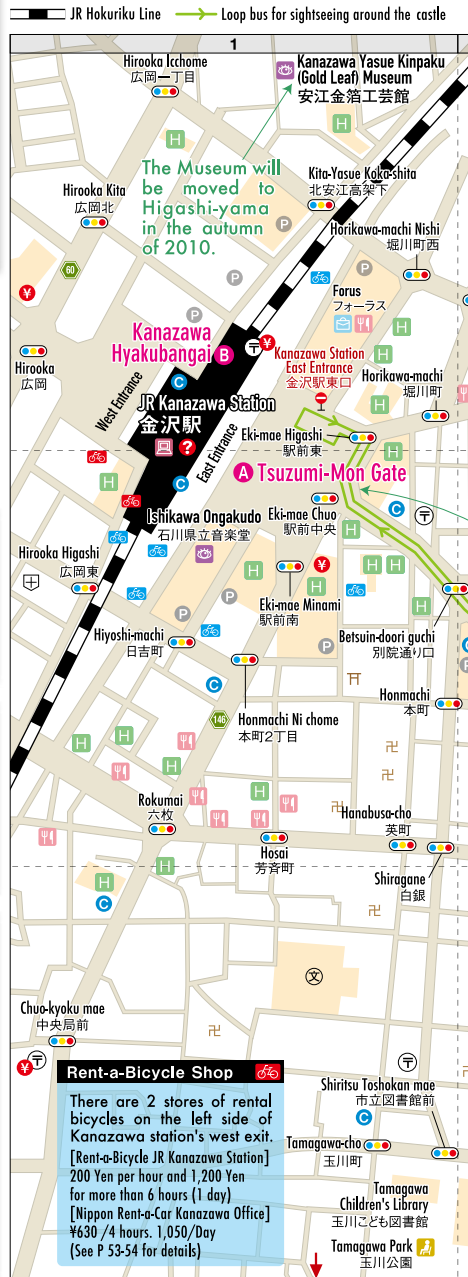 JR Hokuriku Line
Loop bus for sightseeing around the castle
1
Hirooka Icchome
広岡一丁目
Kanazawa Yasue Kinpaku
(Gold Leaf) Museum
安江金箔工芸館
H
H
The Museum will
be moved to
Higashi-yama
in the autumn
of 2010.
Kita-Yasue Koka-shita
北安江高架下
Hirooka Kita
広岡北
P
Horikawa-machi Nishi
堀川町西
60
P
P
¥
P
Forus
フォーラス
H
Kanazawa
Hyakubangai
B
〒
¥
Kanazawa Station
East Entrance
金沢駅東口
Hirooka
広岡
C
Horikawa-machi
堀川町
West Entrance
JR Kanazawa Station
金沢駅
?
East Entrance
H
Eki-mae Higashi
駅前東
H
A
Tsuzumi-Mon Gate
C
H
Eki-mae Chuo
駅前中央
C
〒
Ishikawa Ongakudo
石川県立音楽堂
H
Hirooka Higashi
広岡東
H
¥
H
H
H
P
P
Eki-mae Minami
駅前南
H
Betsuin-doori guchi
別院通り口
C
P
Hiyoshi-machi
日吉町
P
C
Honmachi
本町
146
Honmachi Ni chome
本町2丁目
H
H
卍
H
卍
H
Rokumai
六枚
H
Hanabusa-cho
英町
Hosai
芳斉町
Shiragane
白銀
H
H
C
卍
卍
文
Chuo-kyoku mae
中央局前
卍
¥
〒
〒
Rent-a-Bicycle Shop
There are 2 stores of rental
bicycles on the left side of
Kanazawa station's west exit.
[Rent-a-Bicycle JR Kanazawa Station]
200 Yen per hour and 1,200 Yen
for more than 6 hours (1 day)
[Nippon Rent-a-Car Kanazawa Office]
¥630 /4 hours. 1,050/Day
(See P 53-54 for details)
Shiritsu Toshokan mae
市立図書館前
C
Tamagawa-cho
玉川町
Tamagawa
Children's Library
玉川こども図書館
Tamagawa Park
玉川公園